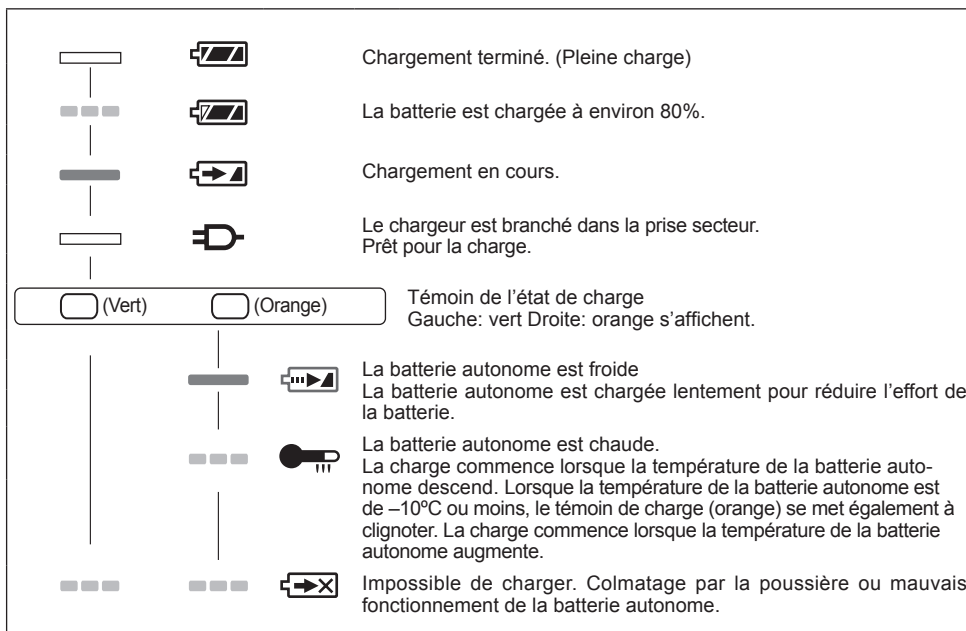 Chargement terminé. (Pleine charge)
La batterie est chargée à environ 80%.
Chargement en cours.
Le chargeur est branché dans la prise secteur.
Prêt pour la charge.
(Vert) (Orange)
Témoin de l'état de charge
Gauche: vert Droite: orange s'affichent.
La batterie autonome est froide
La batterie autonome est chargée lentement pour réduire l'effort de
la batterie.
La batterie autonome est chaude.
La charge commence lorsque la température de la batterie auto-
nome descend. Lorsque la température de la batterie autonome est
de –10ºC ou moins, le témoin de charge (orange) se met également à
clignoter. La charge commence lorsque la température de la batterie
autonome augmente.
Impossible de charger. Colmatage par la poussière ou mauvais
fonctionnement de la batterie autonome.